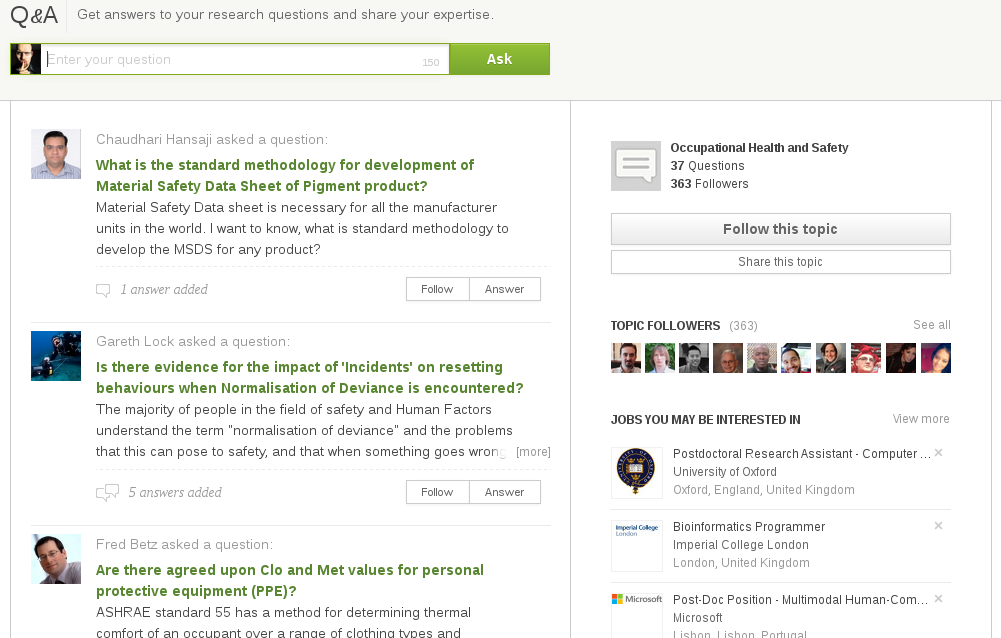 Q&A
Get answers to your research questions and share your expertise.
Enter your question
150
Ask
Chaudhari Hansaji asked a question:
What is the standard methodology for development of
Material Safety Data Sheet of Pigment product?
Material Safety Data sheet is necessary for all the manufacturer
units in the world. I want to know, what is standard methodology to
develop the MSDS for any product?
1 answer added
Follow
Answer
Gareth Lock asked a question:
Is there evidence for the impact of 'Incidents' on resetting
behaviours when Normalisation of Deviance is encountered?
The majority of people in the field of safety and Human Factors
understand the term "normalisation of deviance" and the problems
that this can pose to safety, and that when something goes wrong
[more]
5 answers added
Follow
Answer
Fred Betz asked a question:
Are there agreed upon Clo and Met values for personal
protective equipment (PPE)?
ASHRAE standard 55 has a method for determining thermal
comfort of an occupant over a range of clothing types and
Occupational Health and Safety
37 Questions
363 Followers
Follow this topic
Share this topic
TOPIC FOLLOWERS (363)
See all
JOBS YOU MAY BE INTERESTED IN
View more
Postdoctoral Research Assistant - Computer ...
University of Oxford
Oxford, England, United Kingdom
Imperial College
London
Bioinformatics Programmer
Imperial College London
London, United Kingdom
Microsoft
Post-Doc Position - Multimodal Human-Com...
Microsoft
Lisbon, Lisbon, Portugal